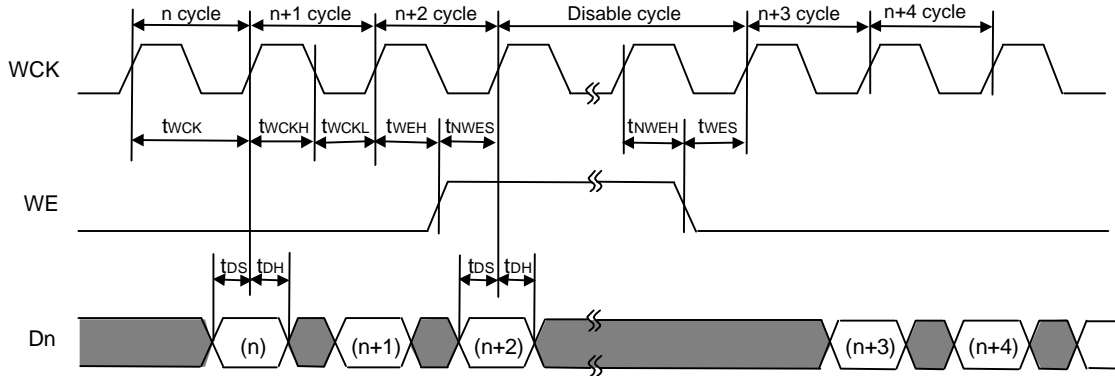 n cycle n+1 cycle n+2 cycle Disable cycle n+3 cycle n+4 cycle
WCK
tWCK tWCKH tWCKL tWEH tNWES tNWEH tWES
WE
tDS tDH tDS tDH
Dn (n) (n+1) (n+2) (n+3) (n+4)